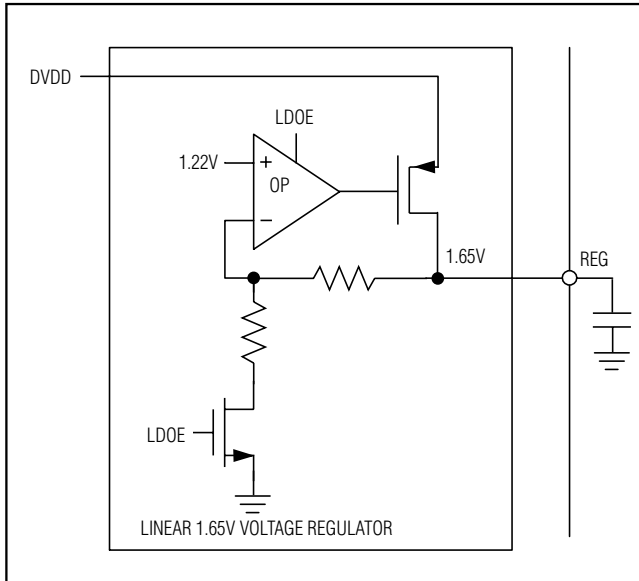 DVDD
LDOE
1.22V
+
OP
−
1.65V
REG
LDOE
LINEAR 1.65V VOLTAGE REGULATOR